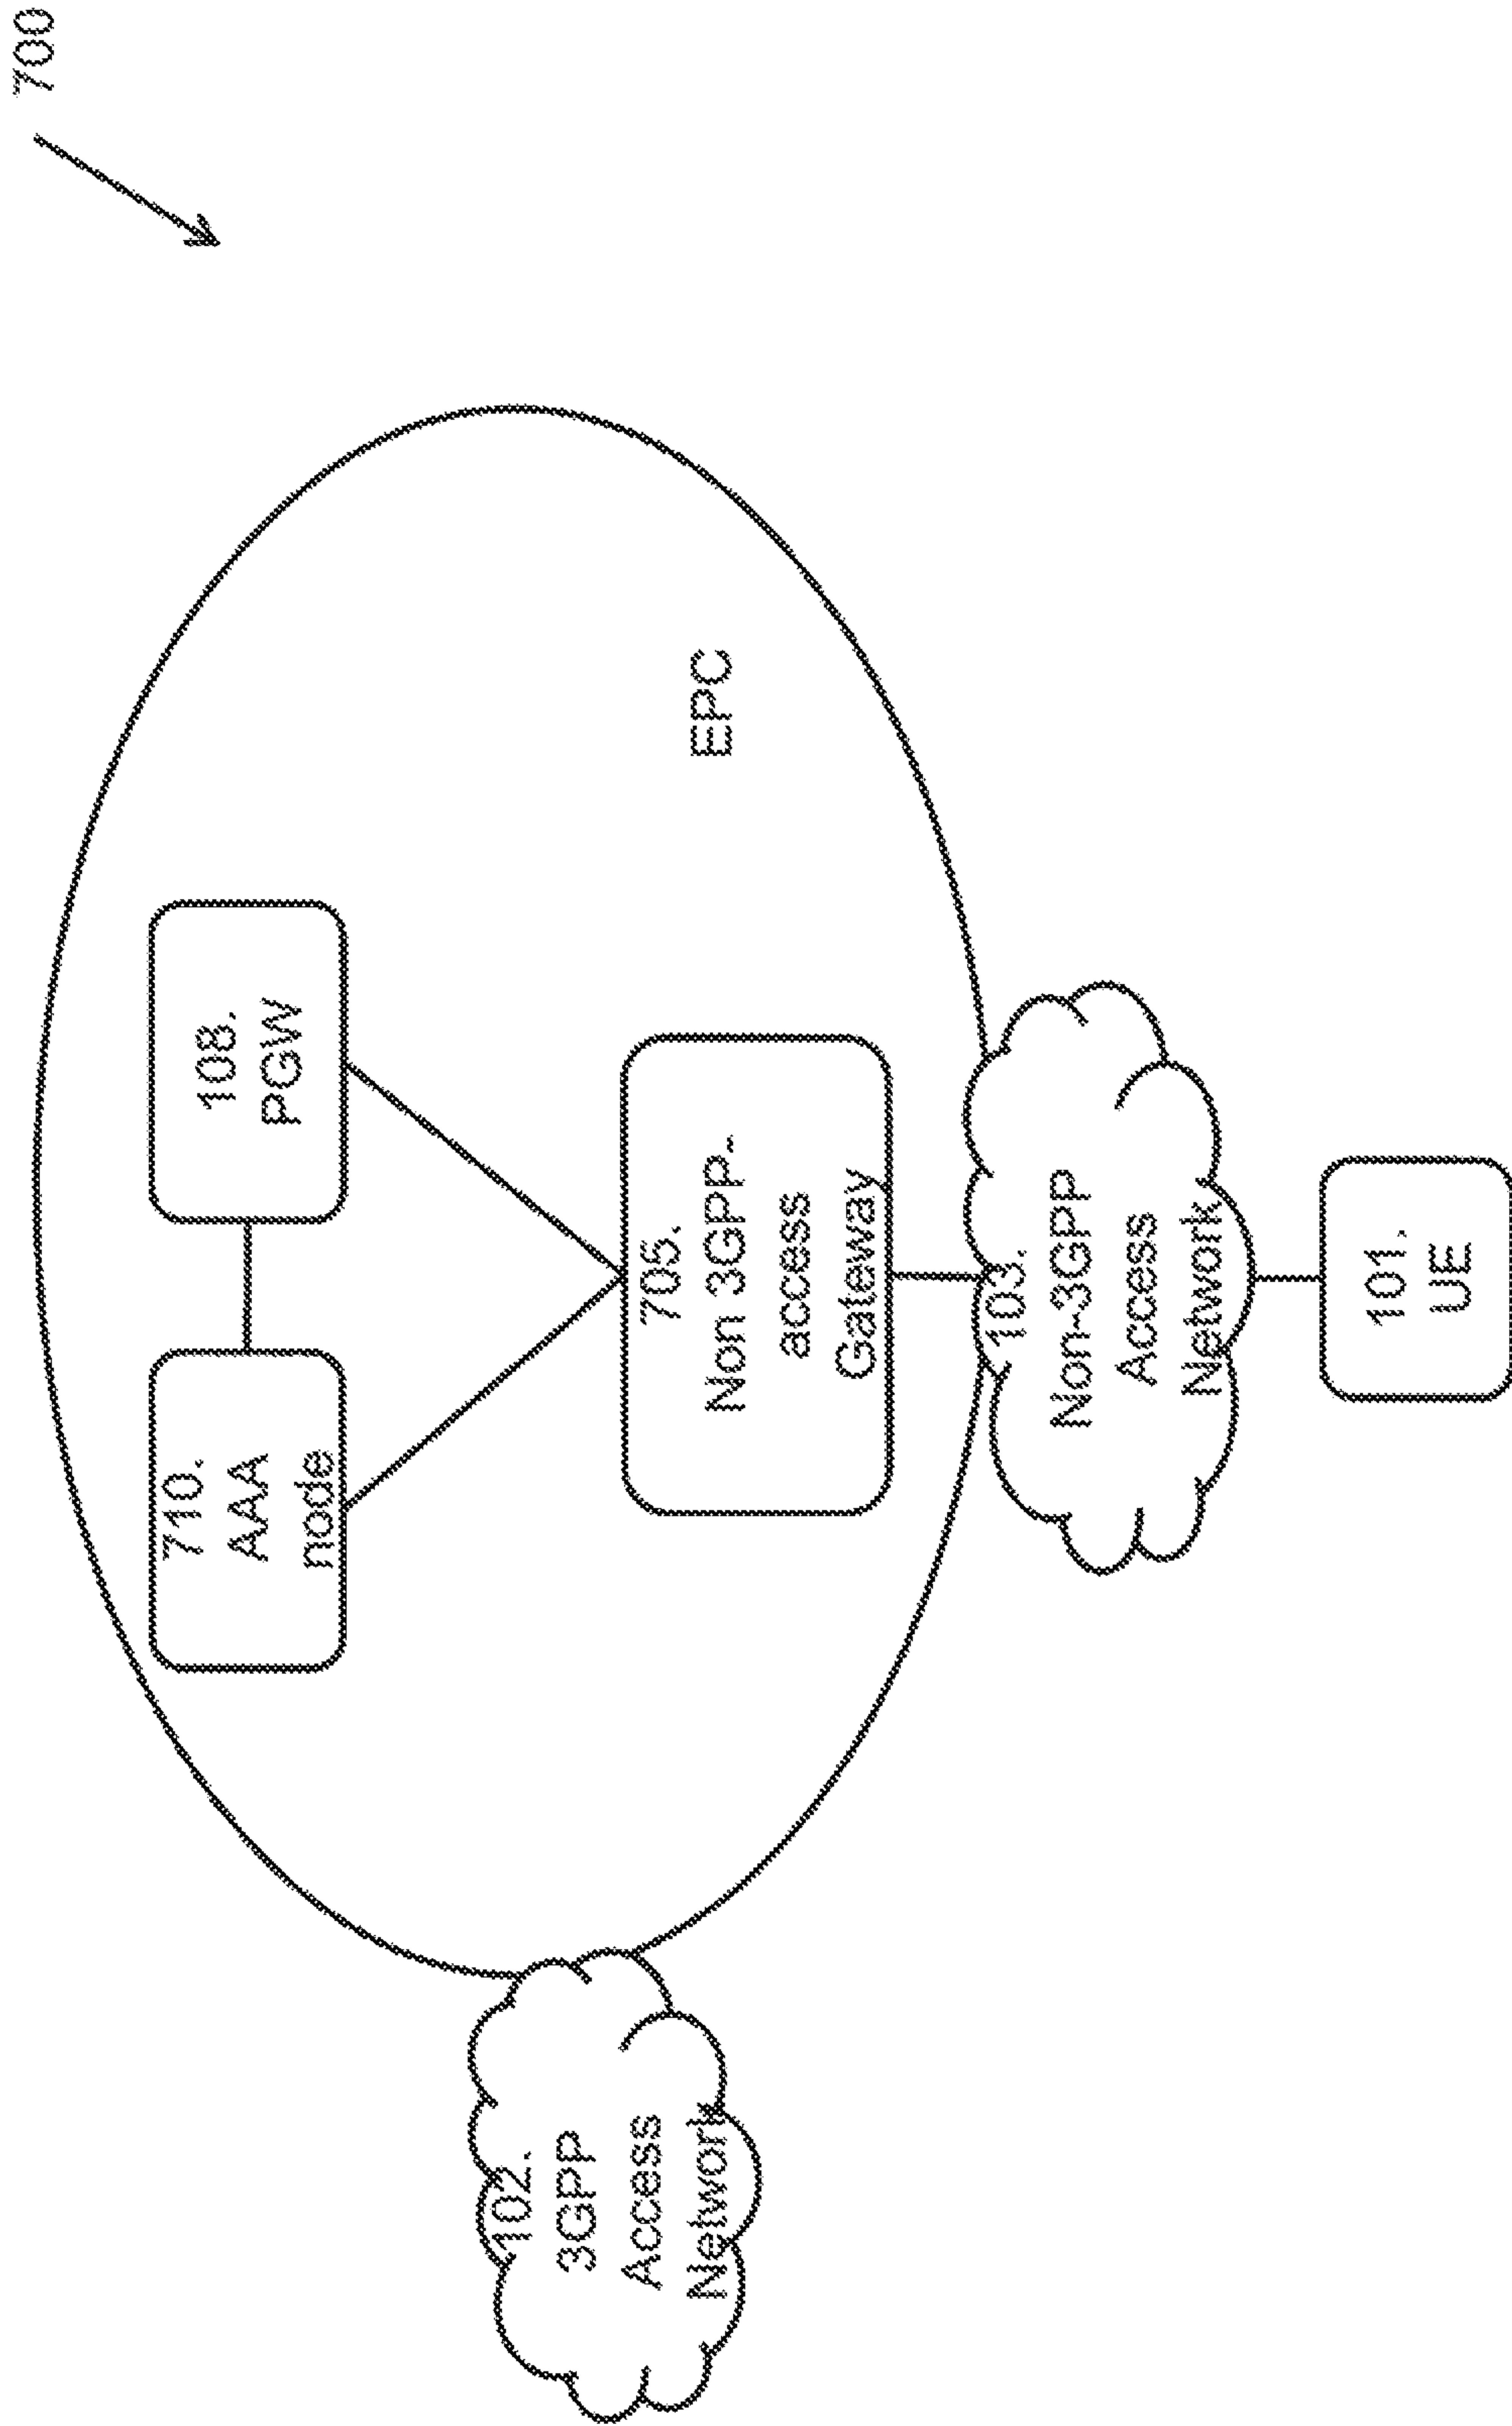 700
710.
AAA
node
108.
PGW
705.
Non 3GPP-
access
Gateway
EPC
102.
3GPP
Access
Network
103.
Non-3GPP
Access
Network
101.
UE